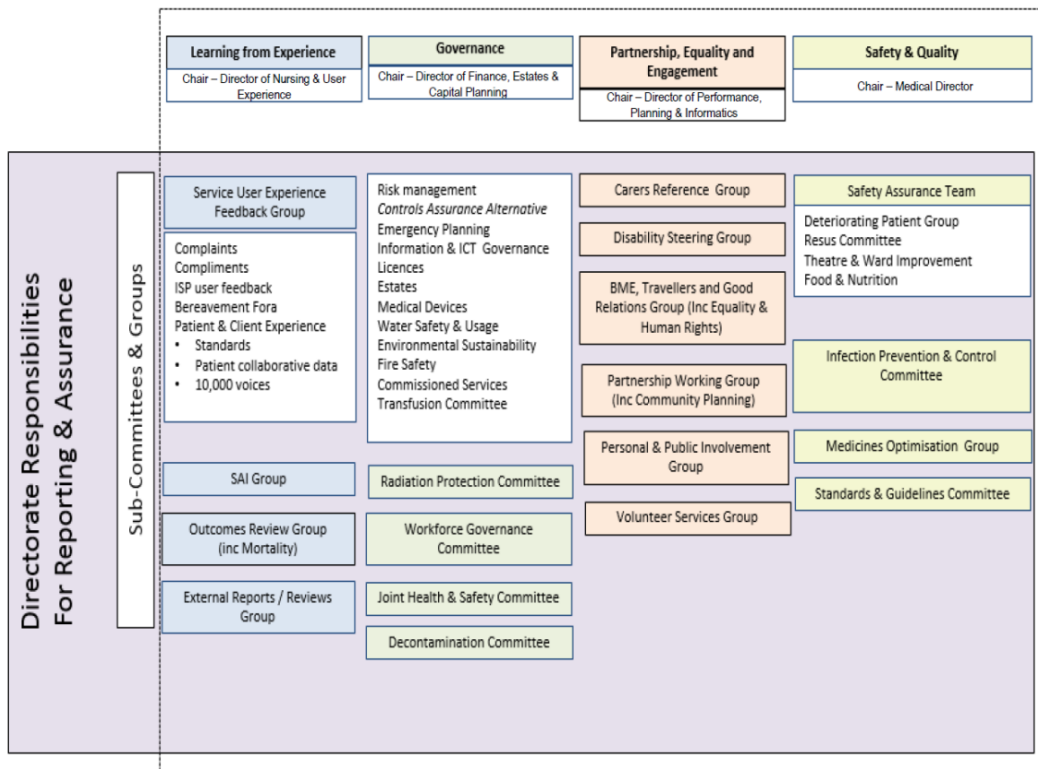 Learning from Experience
Chair – Director of Nursing & User
Experience
Governance
Chair – Director of Finance, Estates &
Capital Planning
Partnership, Equality and
Engagement
Chair – Director of Performance,
Planning & Informatics
Safety & Quality
Chair – Medical Director
Directorate Responsibilities
For Reporting & Assurance
Sub-Committees & Groups
Service User Experience
Feedback Group
Complaints
Compliments
ISP user feedback
Bereavement Fora
Patient & Client Experience
• Standards
• Patient collaborative data
• 10,000 voices
SAI Group
Outcomes Review Group
(inc Mortality)
External Reports / Reviews
Group
Risk management
Controls Assurance Alternative
Emergency Planning
Information & ICT Governance
Licences
Estates
Medical Devices
Water Safety & Usage
Environmental Sustainability
Fire Safety
Commissioned Services
Transfusion Committee
Radiation Protection Committee
Workforce Governance
Committee
Joint Health & Safety Committee
Decontamination Committee
Carers Reference Group
Disability Steering Group
BME, Travellers and Good
Relations Group (Inc Equality
& Human Rights)
Partnership Working Group
(Inc Community Planning)
Personal & Public Involvement
Group
Volunteer Services Group
Safety Assurance Team
Deteriorating Patient Group
Resus Committee
Theatre & Ward Improvement
Food & Nutrition
Infection Prevention & Control
Committee
Medicines Optimisation Group
Standards & Guidelines Committee